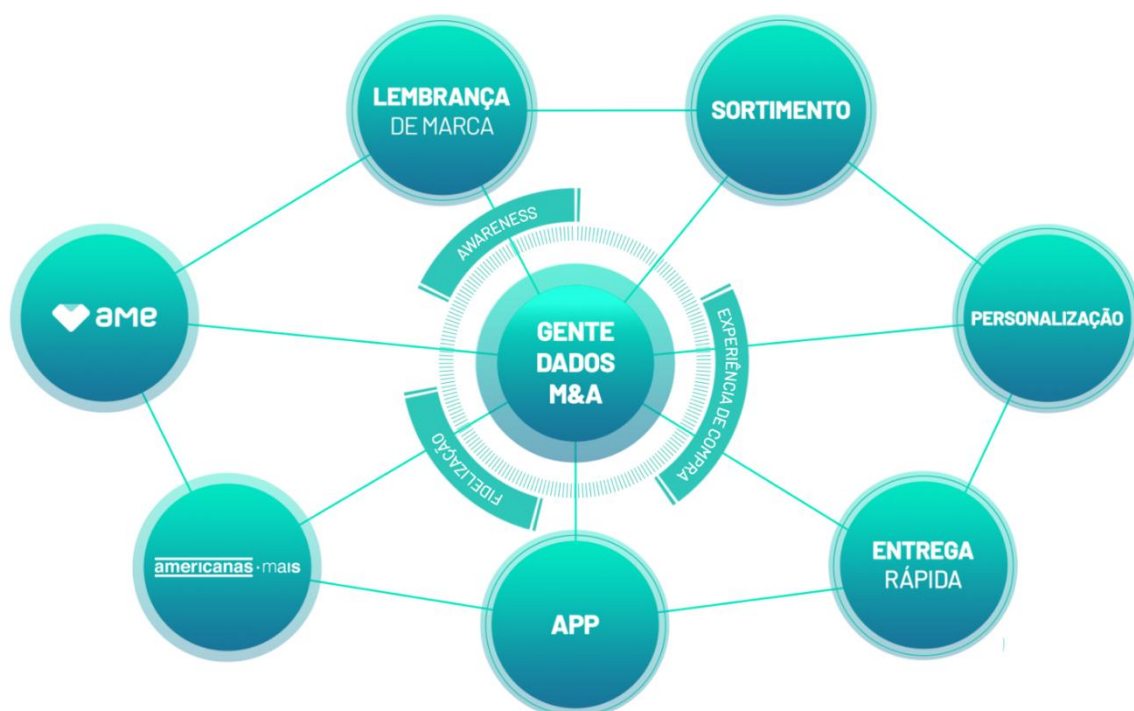 LEMBRANÇA
DE MARCA
SORTIMENTO
AWARENESS
ame
GENTE
DADOS
M&A
EXPERIÊNCIA DE COMPRA
PERSONALIZAÇÃO
FIDELIZAÇÃO
americanas • mais
APP
ENTREGA
RÁPIDA